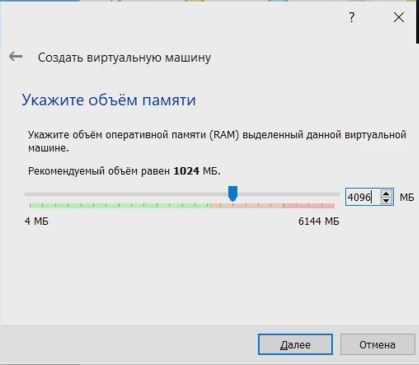 ?
Создать виртуальную машину
Укажите объём памяти
Укажите объём оперативной памяти (RAM) выделенный данной виртуальной
машине.
Рекомендуемый объём равен 1024 МБ.
4096 МБ
4 МБ 6144 МБ
Далее Отмена